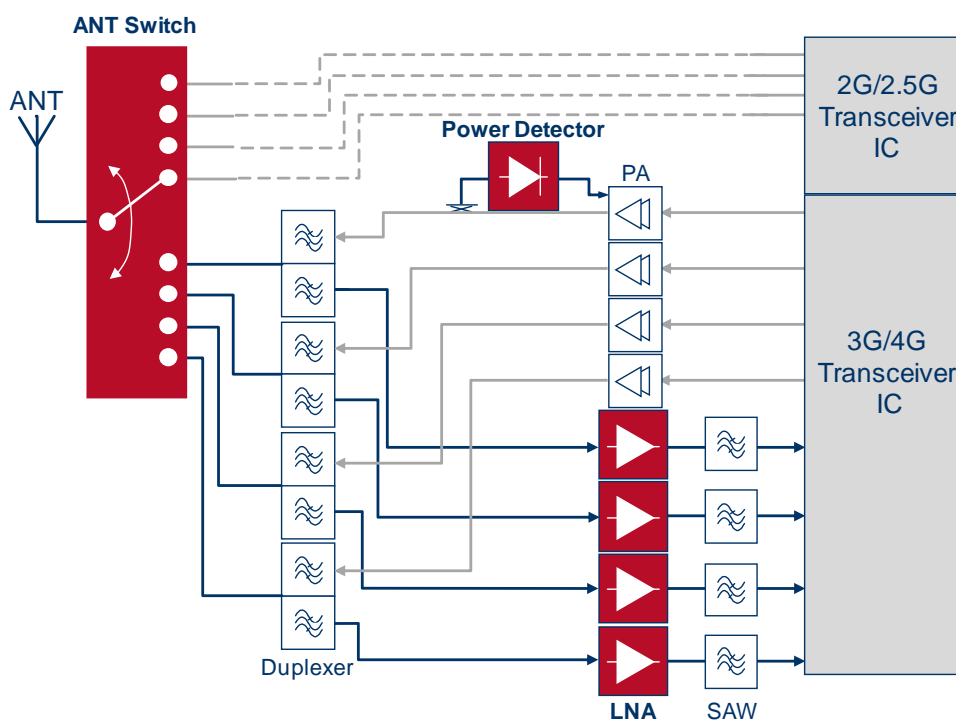 ANT Switch
ANT
2G/2.5G
Transceiver
IC
Power Detector
PA
3G/4G
Transceiver
IC
Duplexer
LNA
SAW